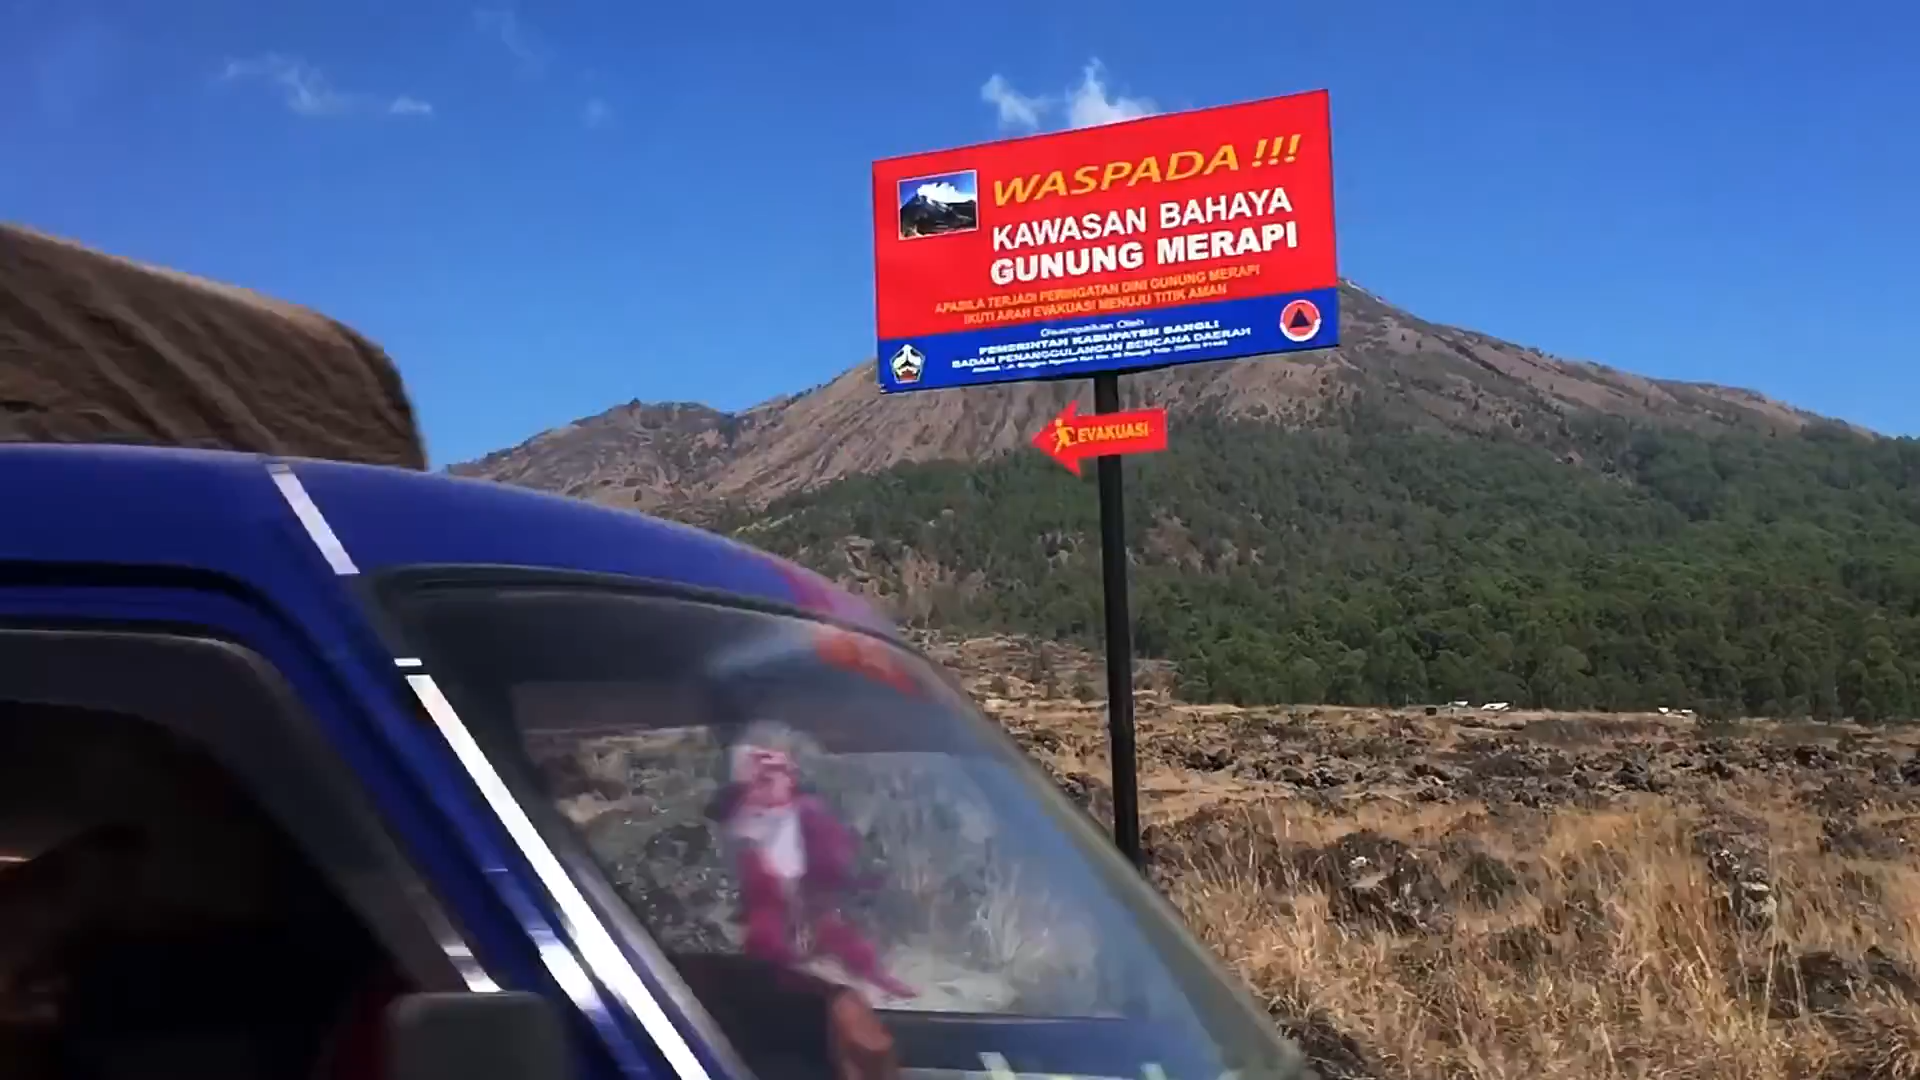 WASPADA !!!
KAWASAN BAHAYA
GUNUNG MERAPI
APABILA TERJADI PERINGATAN DINI GUNUNG MERAPI
IKUTI ARAH EVAKUASI MENUJU TITIK AMAN
Disampaikan Oleh :
PEMERINTAH KABUPATEN BANGLI
BADAN PENANGGULANGAN BENCANA DAERAH
EVAKUASI